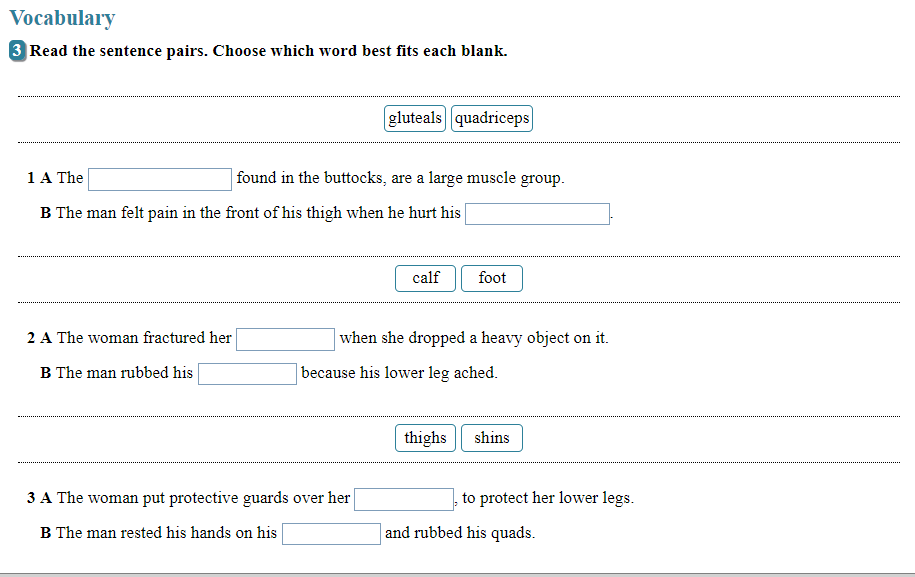 Vocabulary
3 Read the sentence pairs. Choose which word best fits each blank.
gluteals quadriceps
1 A The found in the buttocks, are a large muscle group.
B The man felt pain in the front of his thigh when he hurt his .
calf foot
2 A The woman fractured her when she dropped a heavy object on it.
B The man rubbed his because his lower leg ached.
thighs shins
3 A The woman put protective guards over her , to protect her lower legs.
B The man rested his hands on his and rubbed his quads.